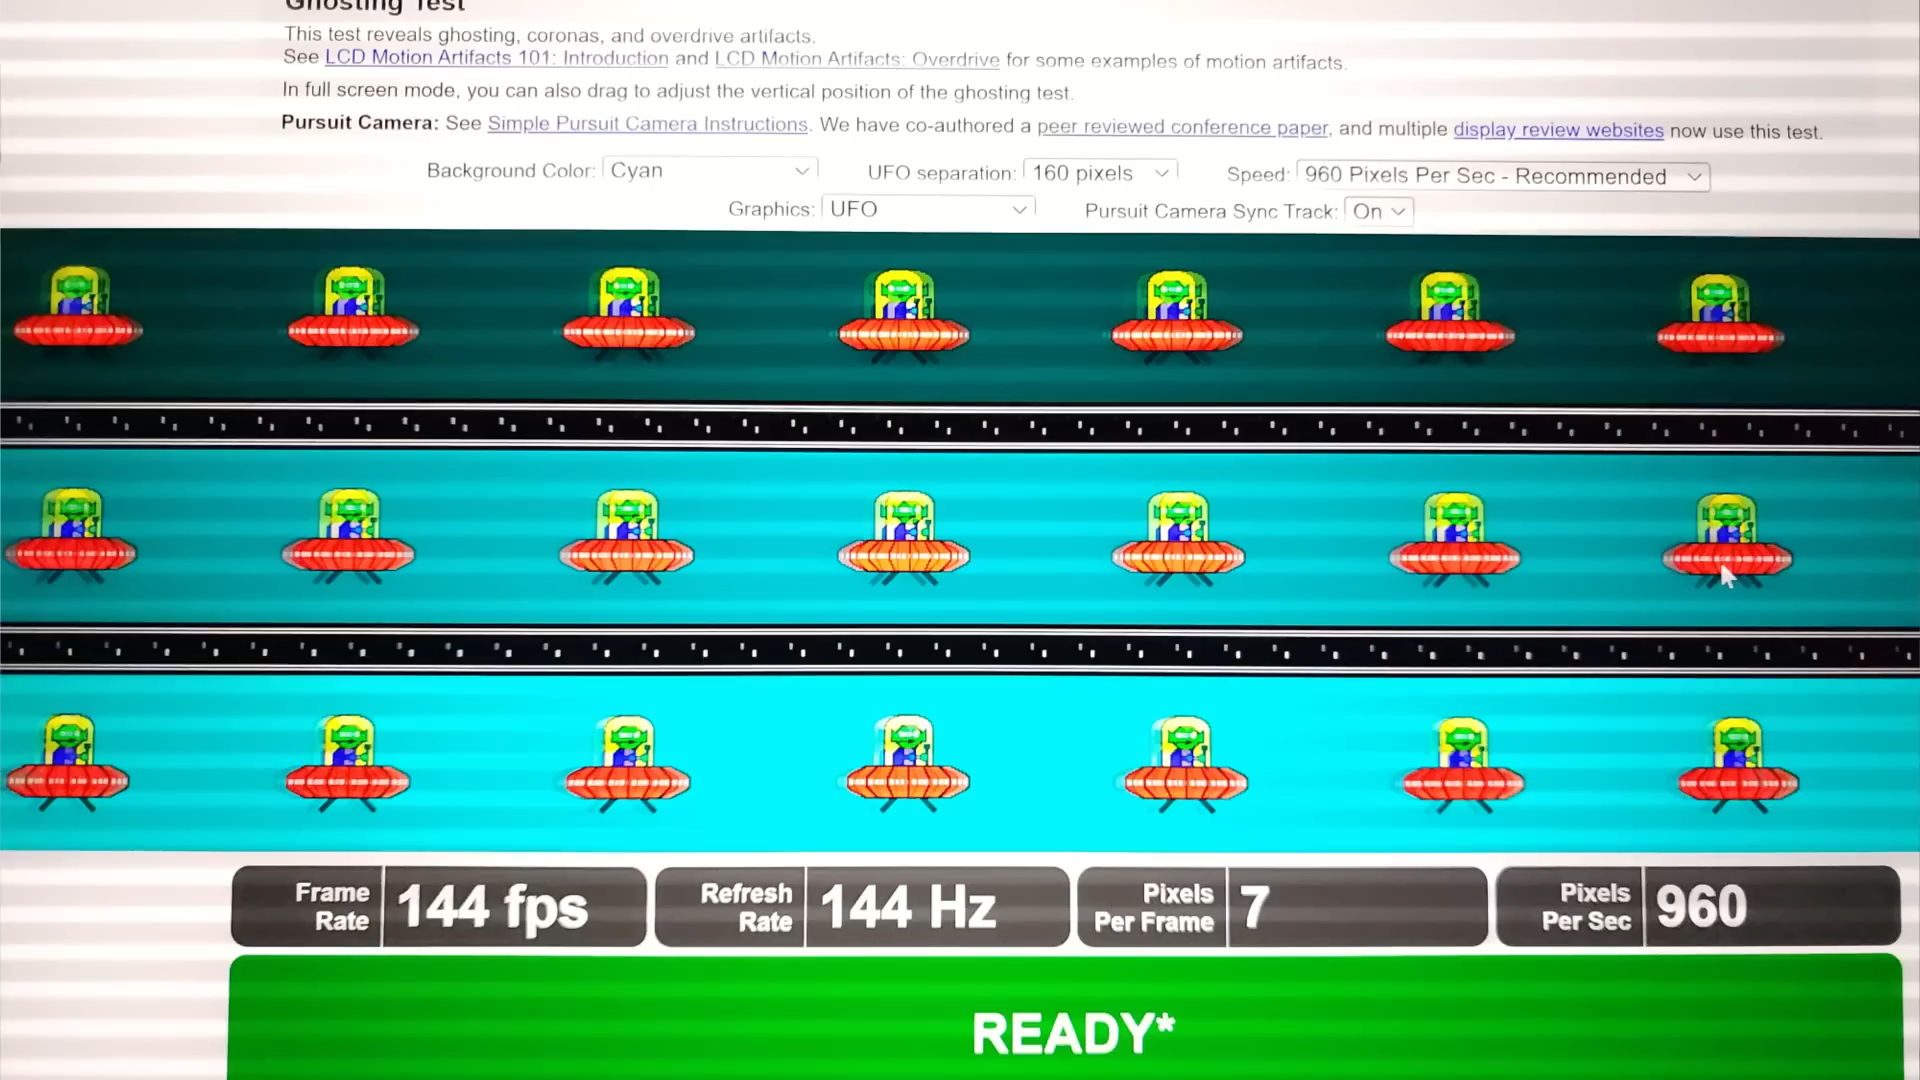 Ghosting Test
This test reveals ghosting, coronas, and overdrive artifacts.
See LCD Motion Artifacts 101: Introduction and LCD Motion Artifacts: Overdrive for some examples of motion artifacts.
In full screen mode, you can also drag to adjust the vertical position of the ghosting test.
Pursuit Camera: See Simple Pursuit Camera Instructions. We have co-authored a peer reviewed conference paper, and multiple display review websites now use this test.
Background Color: Cyan UFO separation: 160 pixels Speed: 960 Pixels Per Sec - Recommended
Graphics: UFO Pursuit Camera Sync Track: On
Frame Rate 144 fps Refresh Rate 144 Hz Pixels Per Frame 7 Pixels Per Sec 960
READY*